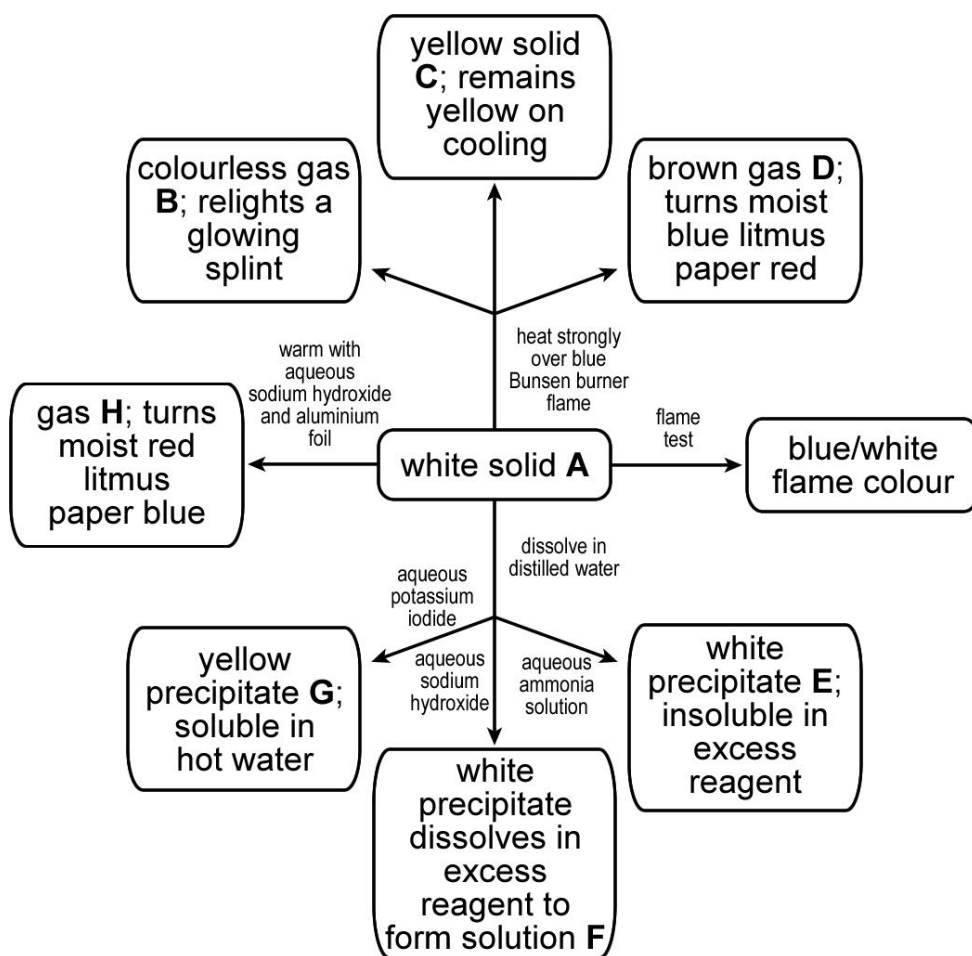 yellow solid
C; remains
yellow on
cooling
colourless gas
B; relights a
glowing
splint
brown gas D;
turns moist
blue litmus
paper red
warm with
aqueous
sodium hydroxide
and aluminium
foil
heat strongly
over blue
Bunsen burner
flame
gas H; turns
moist red
litmus
paper blue
white solid A
flame
test
blue/white
flame colour
dissolve in
distilled water
aqueous
potassium
iodide
aqueous
sodium
hydroxide
aqueous
ammonia
solution
yellow
precipitate G;
soluble in
hot water
white
precipitate
dissolves in
excess
reagent to
form solution F
white
precipitate E;
insoluble in
excess
reagent